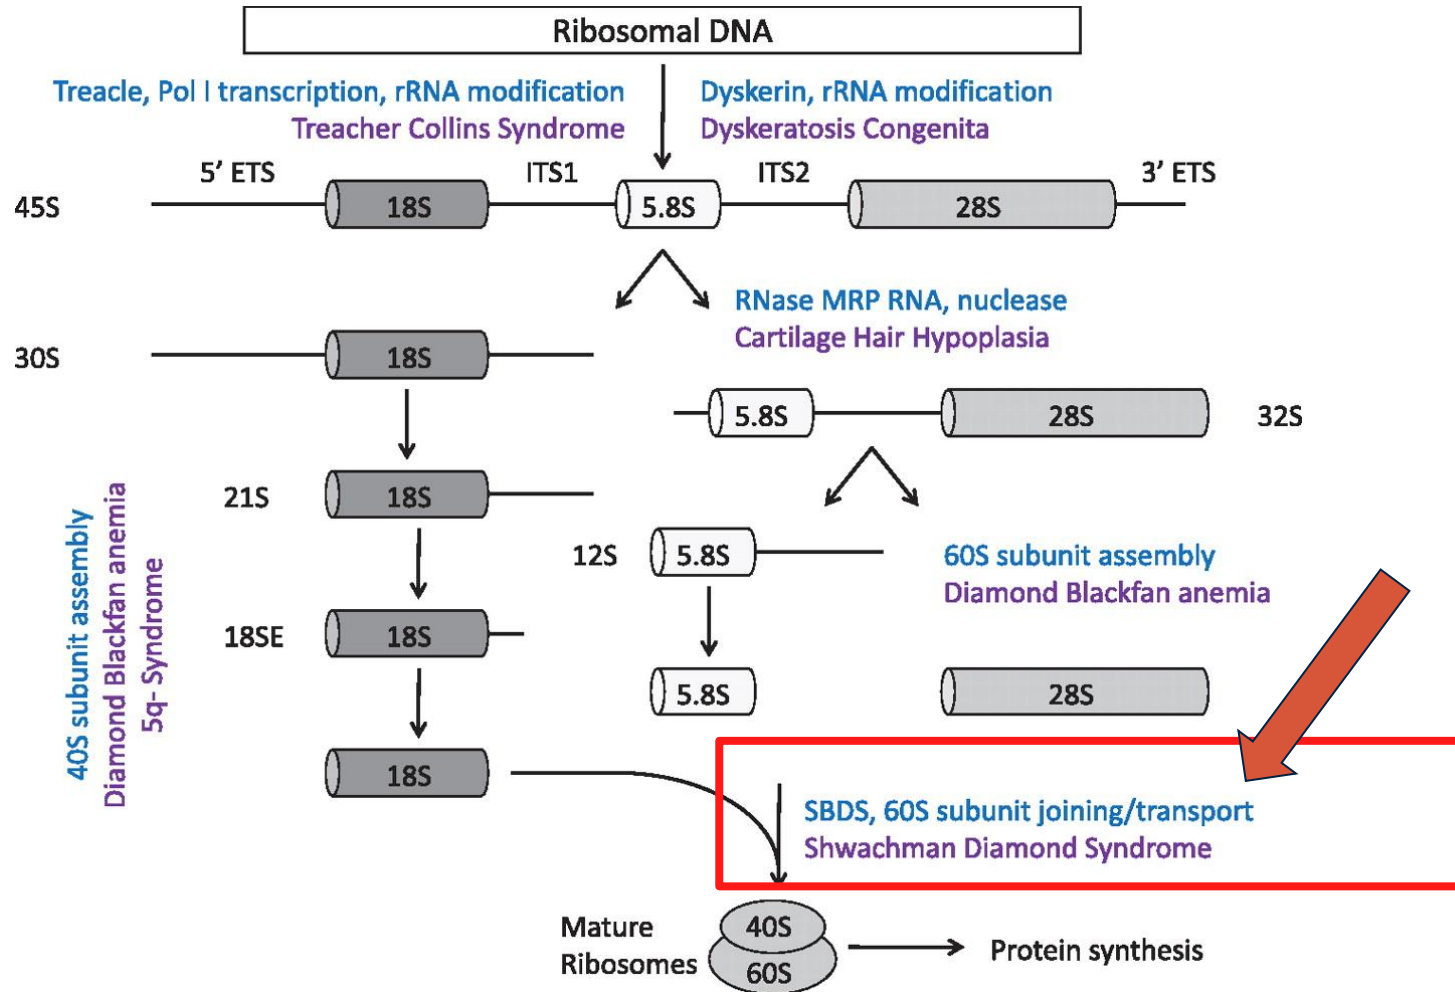 Ribosomal DNA
Treacle, Pol I transcription, rRNA modification
Treacher Collins Syndrome
Dyskerin, rRNA modification
Dyskeratosis Congenita
5’ ETS
ITS1
ITS2
3’ ETS
45S
18S
5.8S
28S
RNase MRP RNA, nuclease
Cartilage Hair Hypoplasia
30S
18S
5.8S
28S
32S
21S
18S
12S
5.8S
60S subunit assembly
Diamond Blackfan anemia
40S subunit assembly
Diamond Blackfan anemia
5q- Syndrome
18SE
18S
5.8S
28S
18S
SBDS, 60S subunit joining/transport
Shwachman Diamond Syndrome
Mature
Ribosomes
40S
60S
Protein synthesis